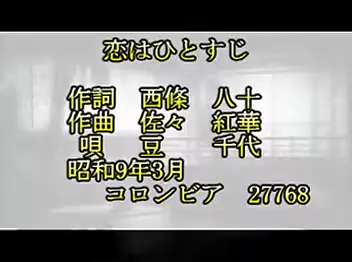 恋はひとすじ
作詞 西條 八十
作曲 佐々 紅華
唄 豆 千代
昭和9年3月
コロンビア 27768